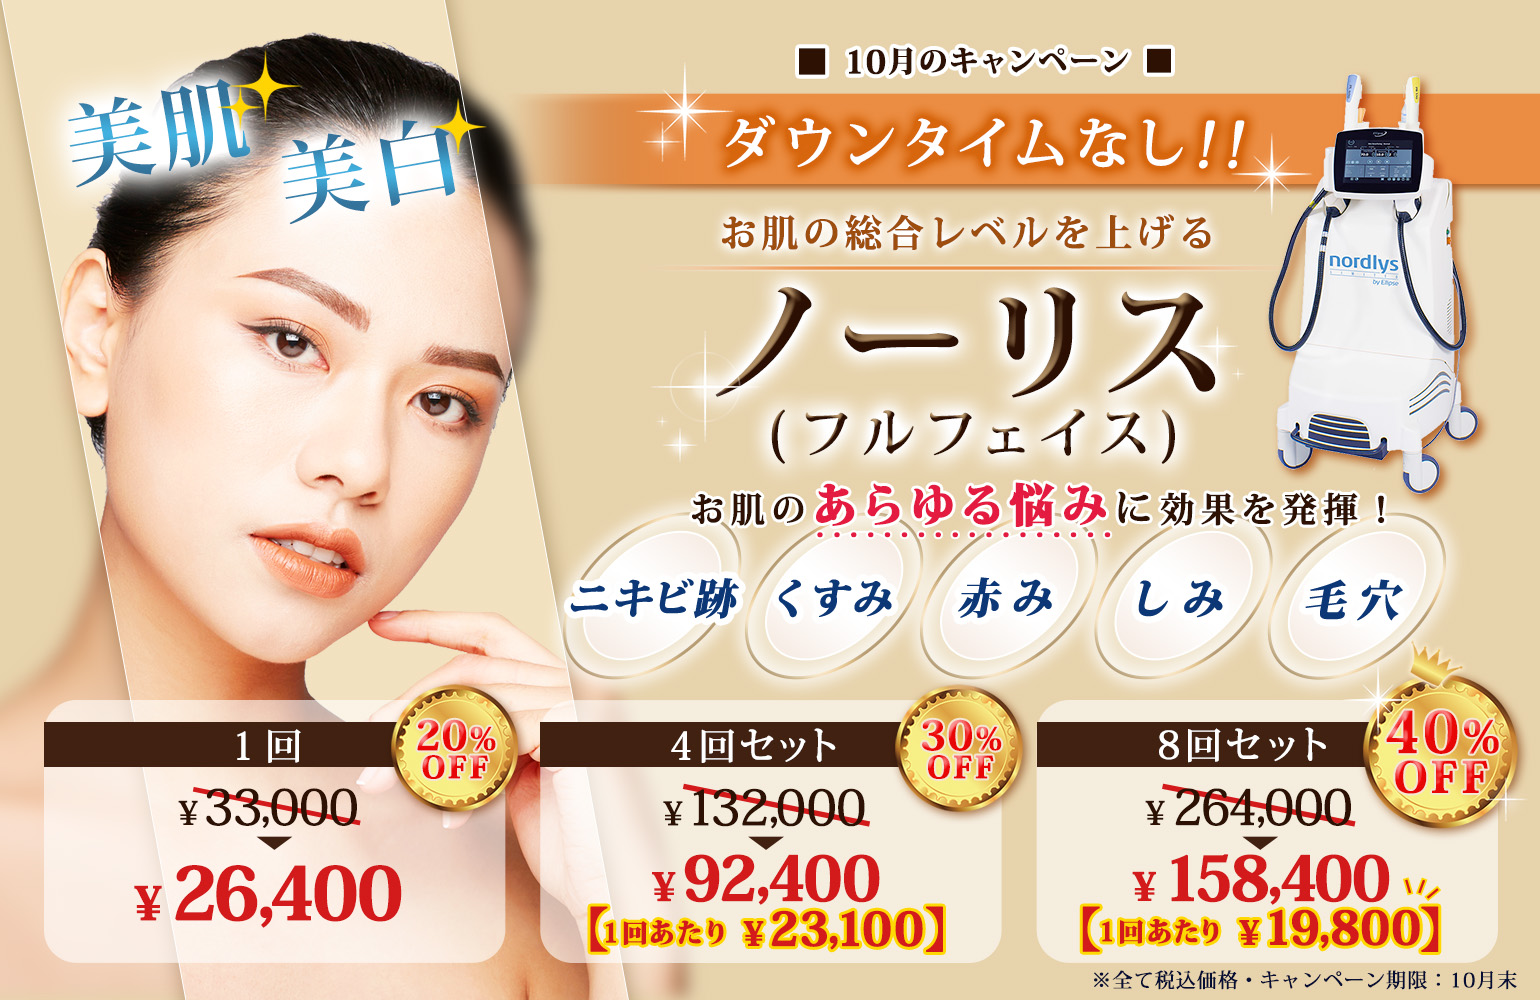 美肌
美白
■ 10月のキャンペーン ■
ダウンタイムなし!!
お肌の総合レベルを上げる
ノーリス
(フルフェイス)
nordlys
by Ellipse
お肌のあらゆる悩みに効果を発揮!
ニキビ跡 くすみ 赤み しみ 毛穴
1回
20%
OFF
¥33,000
¥26,400
4回セット
30%
OFF
¥132,000
¥92,400
【1回あたり ¥23,100】
8回セット
40%
OFF
¥264,000
¥158,400
【1回あたり ¥19,800】
※全て税込価格・キャンペーン期限:10月末